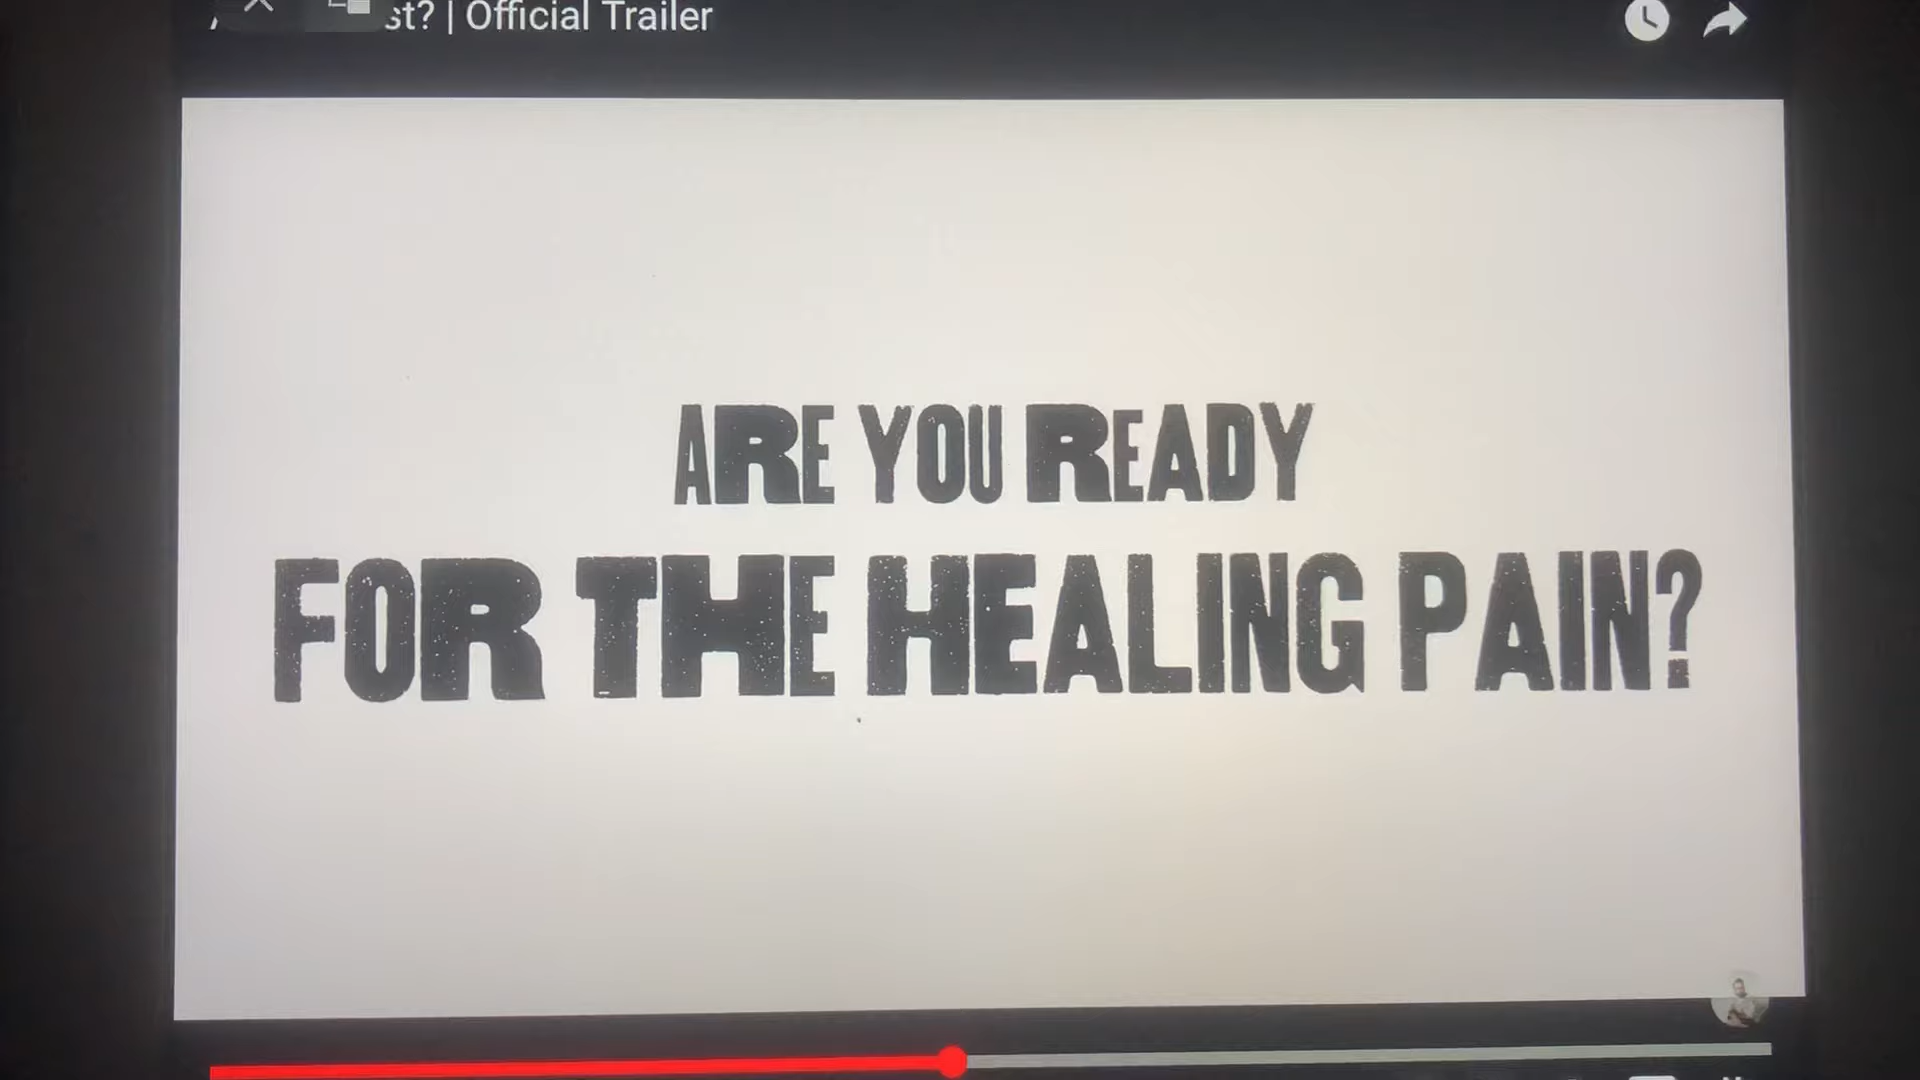 st? | Official Trailer
ARE YOU READY
FOR THE HEALING PAIN?